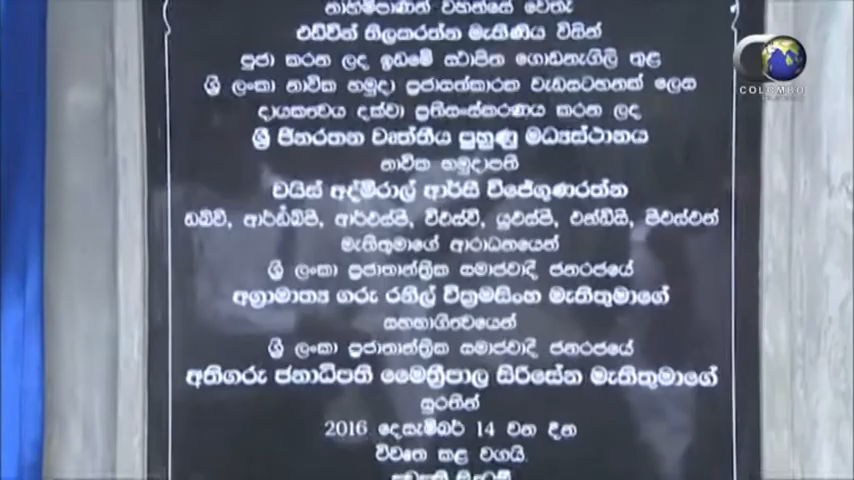 නාහිමිපාණන් වහන්සේ වෙතැ
එඩ්වින් තිලකරත්න මැතිණිය විසින්
පූජා කරන ලද ඉඩමේ ස්ථාපිත ගොඩනැගිලි තුළ
ශ්‍රී ලංකා නාවික හමුදා ප්‍රජාසත්කාරක වැඩසටහනක් ලෙස
දායකත්වය දක්වා ප්‍රතිසංස්කරණය කරන ලද
ශ්‍රී ජිනරතන වෘත්තීය පුහුණු මධ්‍යස්ථානය
නාවික හමුදාපති
වයිස් අද්මිරාල් ආර්සී විජේගුණරත්න
ඩබ්ව්, ආර්ඩබ්පී, ආර්එස්පී, වීඑස්වී, යූඑස්පී, එන්ඩීසී, පීඑස්එන්
මැතිතුමාගේ ආරාධනයෙන්
ශ්‍රී ලංකා ප්‍රජාතාන්ත්‍රික සමාජවාදී ජනරජයේ
අග්‍රාමාත්‍ය ගරු රනිල් වික්‍රමසිංහ මැතිතුමාගේ
සහභාගිත්වයෙන්
ශ්‍රී ලංකා ප්‍රජාතාන්ත්‍රික සමාජවාදී ජනරජයේ
අතිගරු ජනාධිපති මෛත්‍රීපාල සිරිසේන මැතිතුමාගේ
සුරතින්
2016 දෙසැම්බර් 14 වන දින
විවෘත කළ වගයි.
COLOMBO